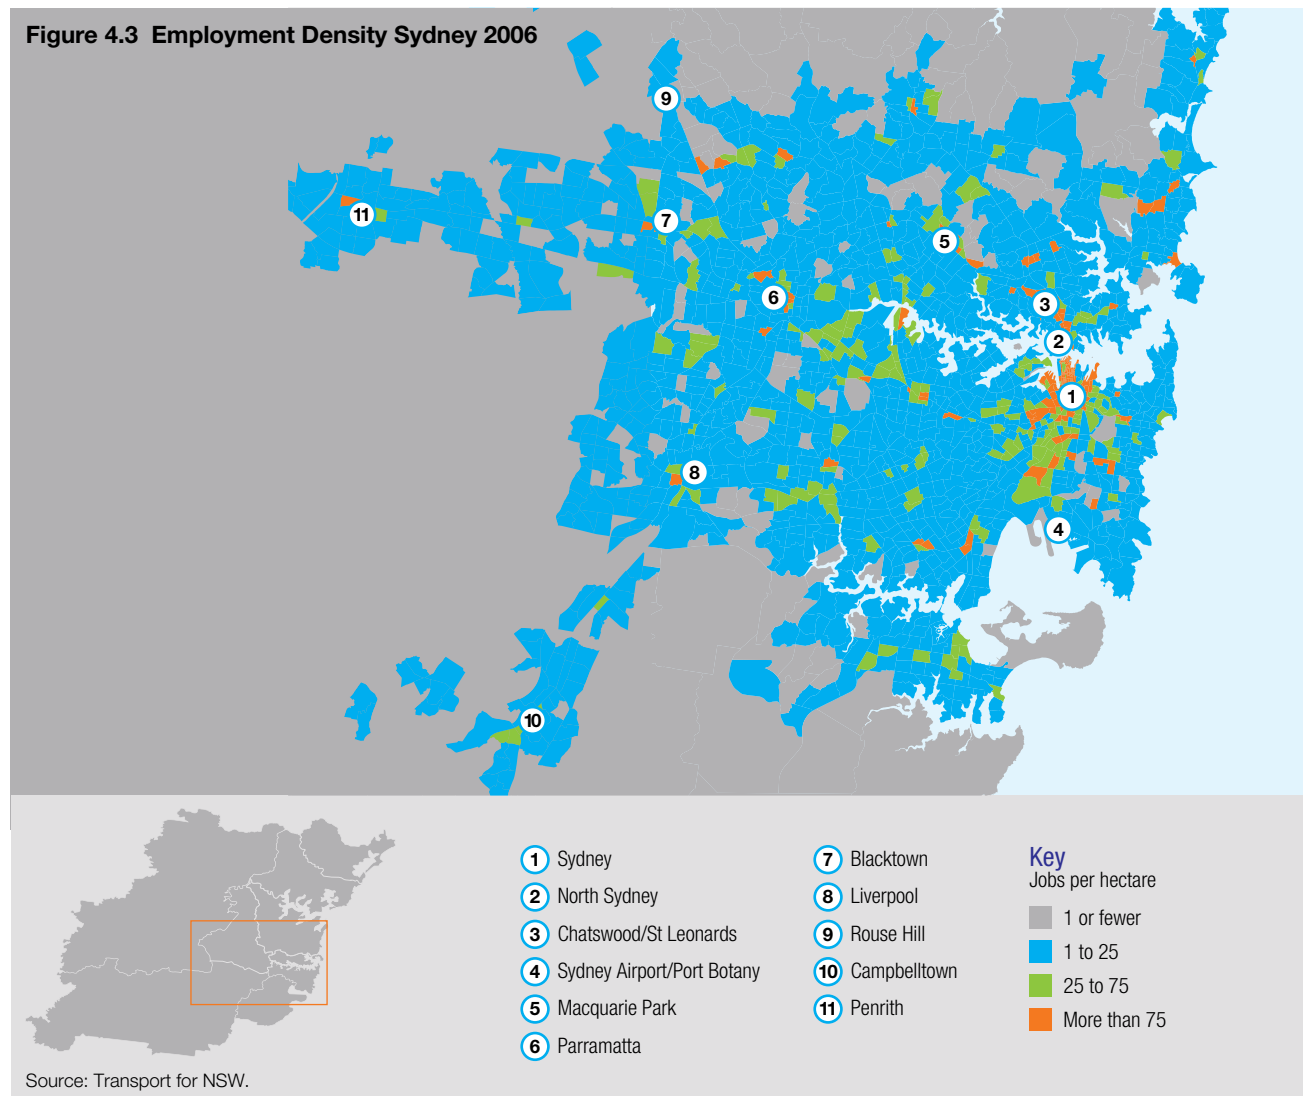 Figure 4.3 Employment Density Sydney 2006
9
11
7
5
6
3
2
1
8
4
10
1 Sydney
2 North Sydney
3 Chatswood/St Leonards
4 Sydney Airport/Port Botany
5 Macquarie Park
6 Parramatta
7 Blacktown
8 Liverpool
9 Rouse Hill
10 Campbelltown
11 Penrith
Key
Jobs per hectare
1 or fewer
1 to 25
25 to 75
More than 75
Source: Transport for NSW.